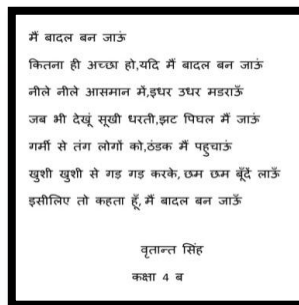 मैं बादल बन जाऊं
कितना ही अच्छा हो,यदि मैं बादल बन जाऊं
नीले नीले आसमान में,इधर उधर मडराऊँ
जब भी देखूं सूखी धरती,झट पिघल मैं जाऊं
गर्मी से तंग लोगों को,ठंडक मैं पहुचाऊं
खुशी खुशी से गड़ गड़ करके, छम छम बूँदें लाऊँ
इसीलिए तो कहता हूँ, मैं बादल बन जाऊँ
वृतान्त सिंह
कक्षा 4 ब